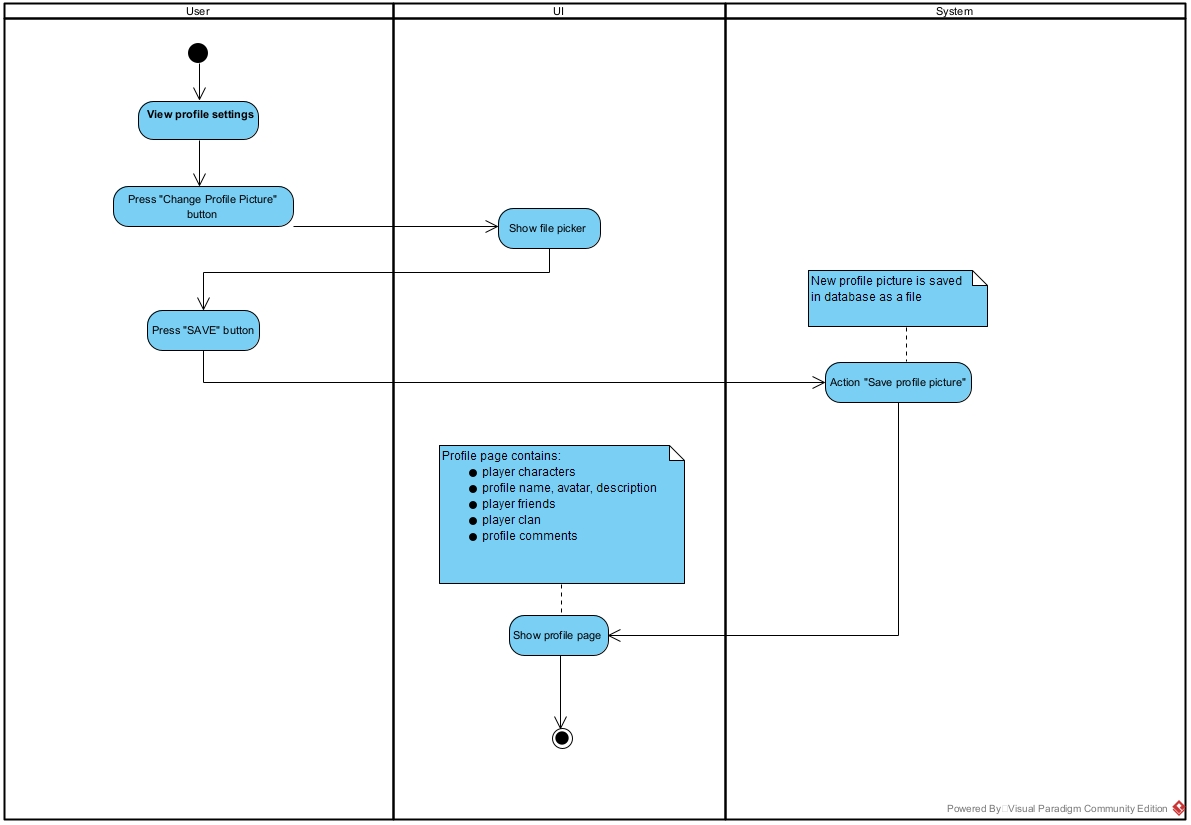 User
UI
System
View profile settings
Press "Change Profile Picture"
button
Show file picker
New profile picture is saved
in database as a file
Press "SAVE" button
Action "Save profile picture"
Profile page contains:
● player characters
● profile name, avatar, description
● player friends
● player clan
● profile comments
Show profile page
Powered By□Visual Paradigm Community Edition